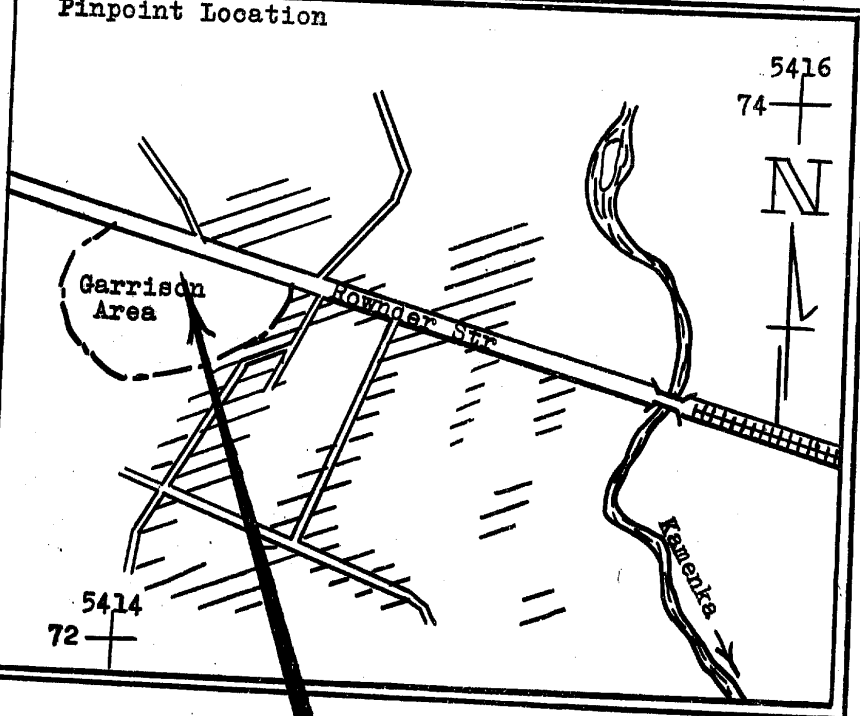 Pinpoint Location
5416
74
N
Garrison
Area
Rownder Str
Kamenka
5414
72